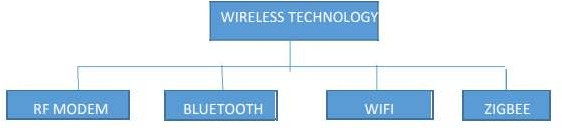 WIRELESS TECHNOLOGY
RF MODEM
BLUETOOTH
WIFI
ZIGBEE